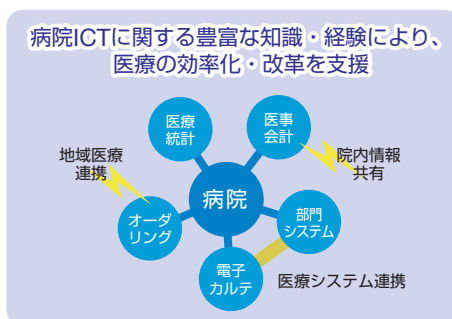 病院ICTに関する豊富な知識・経験により、
医療の効率化・改革を支援
医療
統計
医事
会計
地域医療
連携
院内情報
共有
病院
オーダ
リング
部門
システム
電子
カルテ
医療システム連携